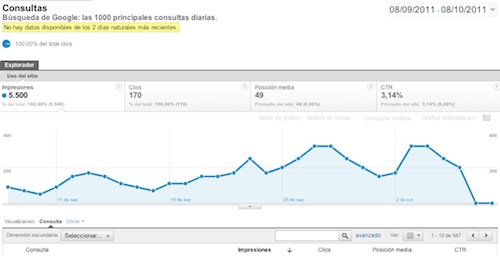 Consultas
08/09/2011 - 08/10/2011
Búsqueda de Google: las 1000 principales consultas diarias.
No hay datos disponibles de los 2 días naturales más recientes.
100,00% del total clics
Explorador
Uso del sitio
Impresiones
5.500
% del total: 100,00% (5.500)
Clics
170
% del total: 100,00% (170)
Posición media
49
Promedio del sitio: 49 (0,00%)
CTR
3,14%
Promedio del sitio: 3,14% (0,00%)
Modo de gráfico
Gráfico de líneas
Comparar métrica
Gráfico marcado por:
400
400
200
200
11 de sep
18 de sep
25 de sep
2 de oct
Visualización: Consulta Otros
Dimensión secundaria: Seleccionar...
avanzado
Ver:
1 - 10 de 587
Consulta
Impresiones
Clics
Posición media
CTR